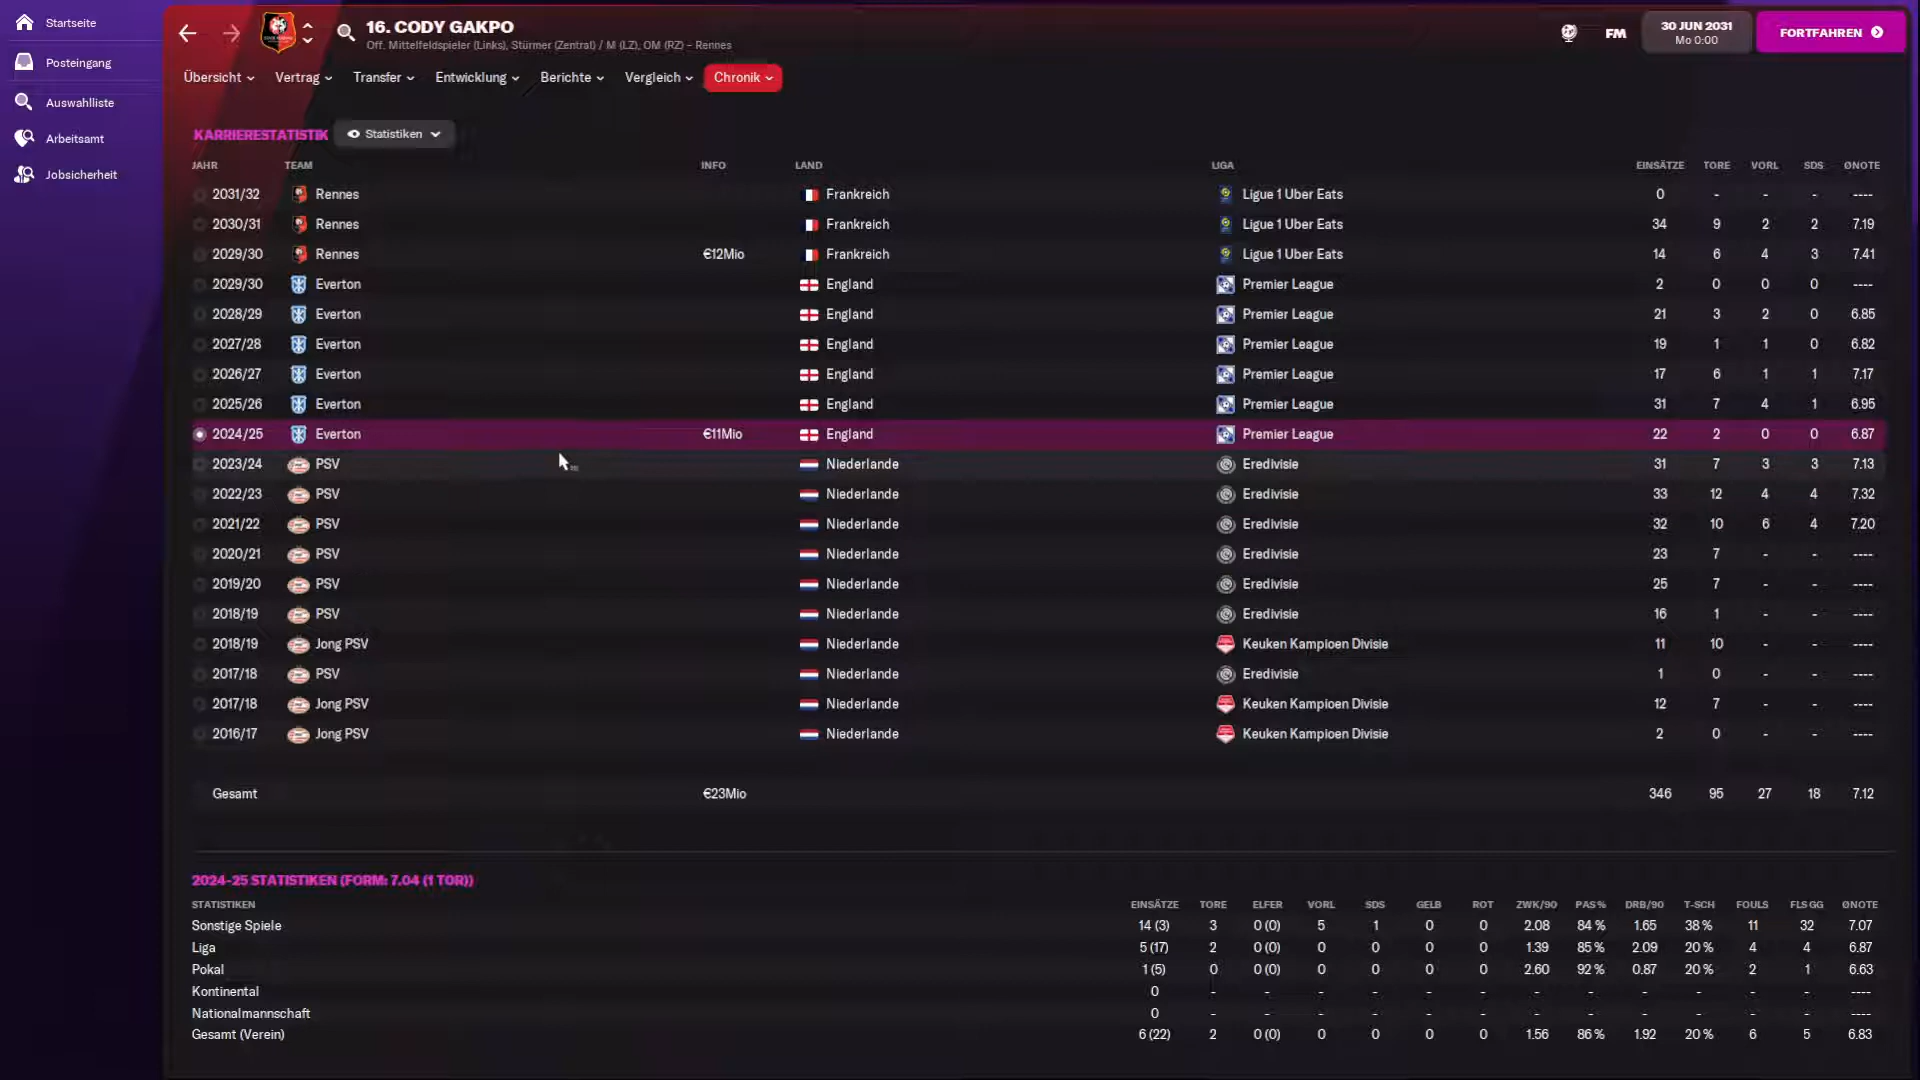 Startseite
Posteingang
Auswahlliste
Arbeitsamt
Jobsicherheit
16. CODY GAKPO
Off. Mittelfeldspieler (Links), Stürmer (Zentral) / M (LZ), OM (RZ) – Rennes
FM
30 JUN 2031
Mo 0:00
FORTFAHREN
Übersicht Vertrag Transfer Entwicklung Berichte Vergleich Chronik
KARRIERESTATISTIK Statistiken
JAHR TEAM INFO LAND LIGA EINSÄTZE TORE VORL SDS ØNOTE
2031/32 Rennes Frankreich Ligue 1 Uber Eats 0 - - - ----
2030/31 Rennes Frankreich Ligue 1 Uber Eats 34 9 2 2 7.19
2029/30 Rennes €12Mio Frankreich Ligue 1 Uber Eats 14 6 4 3 7.41
2029/30 Everton England Premier League 2 0 0 0 ----
2028/29 Everton England Premier League 21 3 2 0 6.85
2027/28 Everton England Premier League 19 1 1 0 6.82
2026/27 Everton England Premier League 17 6 1 1 7.17
2025/26 Everton England Premier League 31 7 4 1 6.95
2024/25 Everton €11Mio England Premier League 22 2 0 0 6.87
2023/24 PSV Niederlande Eredivisie 31 7 3 3 7.13
2022/23 PSV Niederlande Eredivisie 33 12 4 4 7.32
2021/22 PSV Niederlande Eredivisie 32 10 6 4 7.20
2020/21 PSV Niederlande Eredivisie 23 7 - - ----
2019/20 PSV Niederlande Eredivisie 25 7 - - ----
2018/19 PSV Niederlande Eredivisie 16 1 - - ----
2018/19 Jong PSV Niederlande Keuken Kampioen Divisie 11 10 - - ----
2017/18 PSV Niederlande Eredivisie 1 0 - - ----
2017/18 Jong PSV Niederlande Keuken Kampioen Divisie 12 7 - - ----
2016/17 Jong PSV Niederlande Keuken Kampioen Divisie 2 0 - - ----
Gesamt €23Mio 346 95 27 18 7.12
2024-25 STATISTIKEN (FORM: 7.04 (1 TOR))
STATISTIKEN EINSÄTZE TORE ELFER VORL SDS GELB ROT ZWK/90 PAS % DRB/90 T-SCH FOULS FLS GG ØNOTE
Sonstige Spiele 14 (3) 3 0 (0) 5 1 0 0 2.08 84 % 1.65 38 % 11 32 7.07
Liga 5 (17) 2 0 (0) 0 0 0 0 1.39 85 % 2.09 20 % 4 4 6.87
Pokal 1 (5) 0 0 (0) 0 0 0 0 2.60 92 % 0.87 20 % 2 1 6.63
Kontinental 0 - - - - - - - - - - - - ----
Nationalmannschaft 0 - - - - - - - - - - - - ----
Gesamt (Verein) 6 (22) 2 0 (0) 0 0 0 0 1.56 86 % 1.92 20 % 6 5 6.83